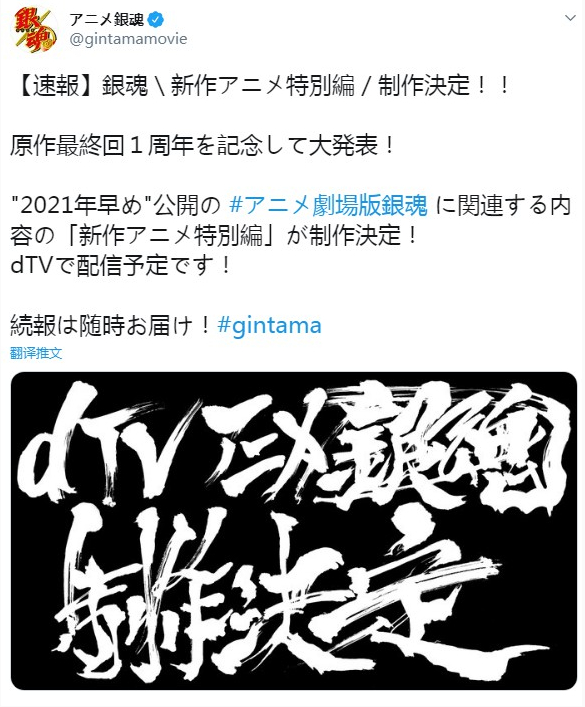 銀魂
アニメ銀魂
@gintamamovie
【速報】銀魂 \ 新作アニメ特別編 / 制作決定！！
原作最終回１周年を記念して大発表！
"2021年早め"公開の #アニメ劇場版銀魂 に関連する内
容の「新作アニメ特別編」が制作決定！
dTVで配信予定です！
続報は随時お届け！#gintama
翻译推文
dTVアニメ銀魂
制作決定